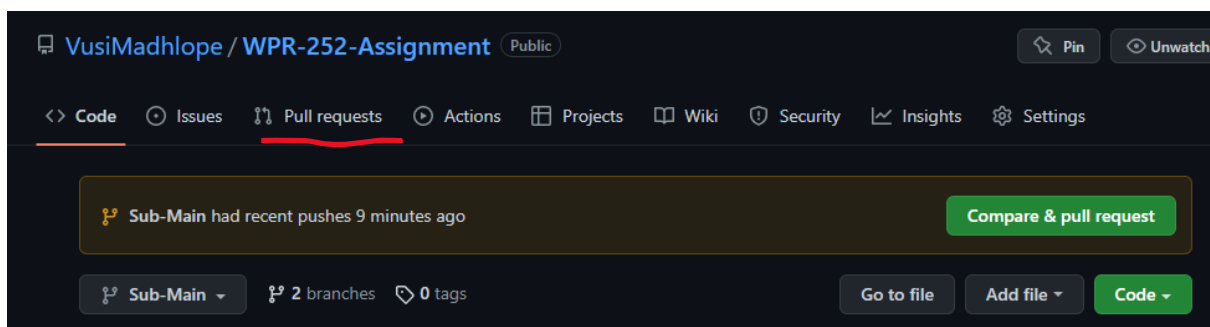 VusiMadhlope / WPR-252-Assignment Public Pin Unwatch
<> Code Issues Pull requests Actions Projects Wiki Security Insights Settings
Sub-Main had recent pushes 9 minutes ago Compare & pull request
Sub-Main 2 branches 0 tags Go to file Add file Code